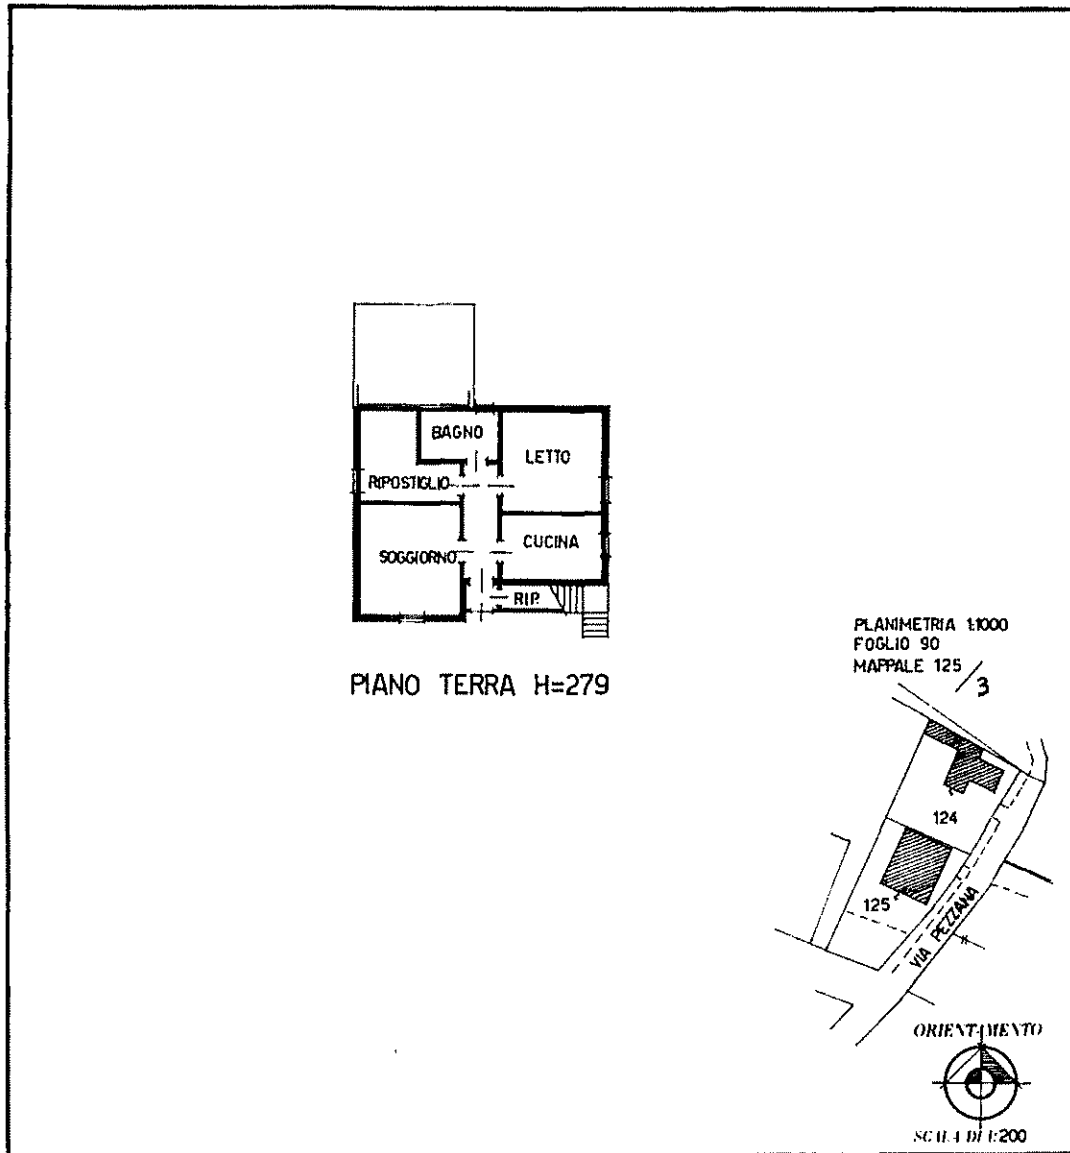 BAGNO
LETTO
RIPOSTIGLIO
CUCINA
SOGGIORNO
RIP.
PIANO TERRA H=279
PLANIMETRIA 1:1000
FOGLIO 90
MAPPALE 125
3
124
125
VIA PEZZANA
ORIENTAMENTO
SCALA DI 1:200